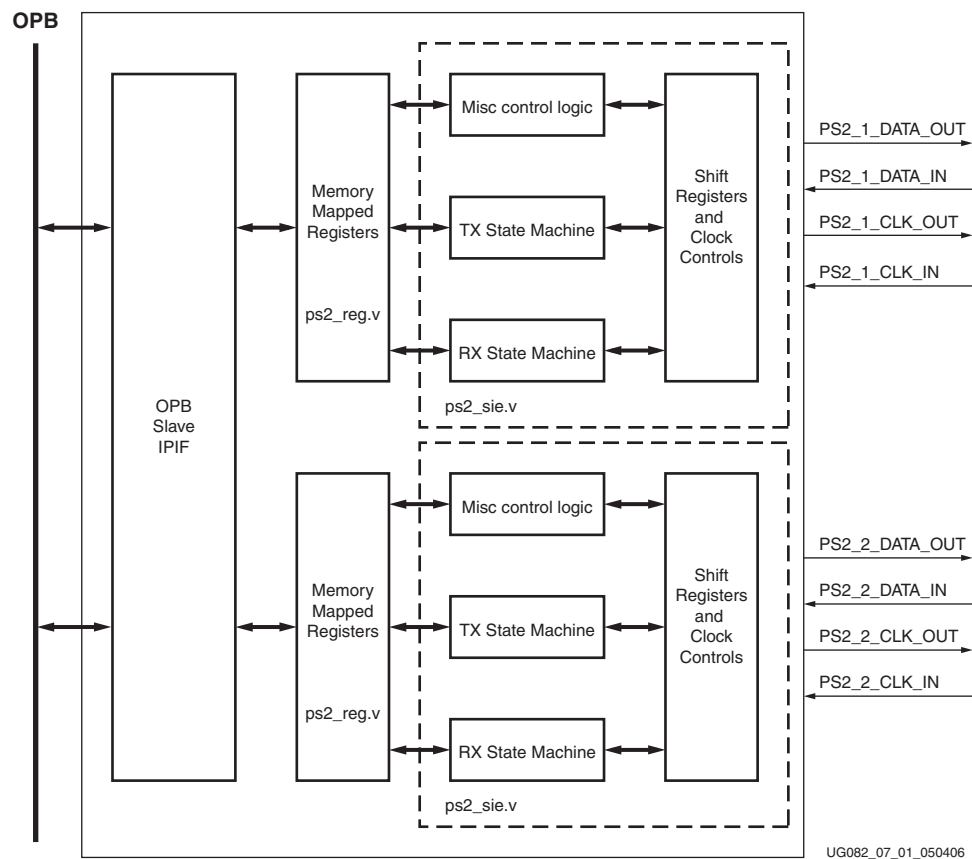 OPB
Misc control logic
PS2_1_DATA_OUT
PS2_1_DATA_IN
Shift
Registers
and
Clock
Controls
Memory
Mapped
Registers
TX State Machine
PS2_1_CLK_OUT
PS2_1_CLK_IN
ps2_reg.v
RX State Machine
ps2_sie.v
OPB
Slave
IPIF
Misc control logic
PS2_2_DATA_OUT
PS2_2_DATA_IN
Shift
Registers
and
Clock
Controls
Memory
Mapped
Registers
TX State Machine
PS2_2_CLK_OUT
PS2_2_CLK_IN
ps2_reg.v
RX State Machine
ps2_sie.v
UG082_07_01_050406